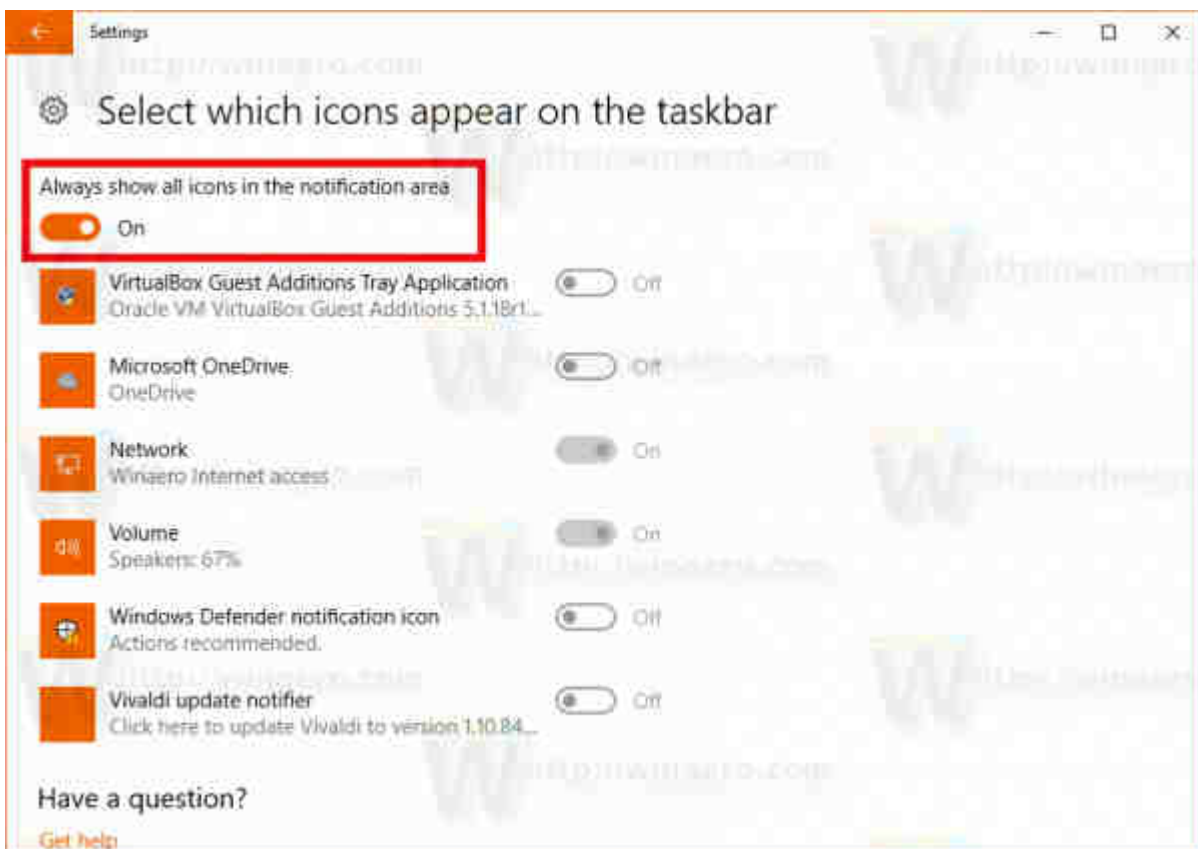 Settings
Select which icons appear on the taskbar
Always show all icons in the notification area
On
VirtualBox Guest Additions Tray Application
Off
Oracle VM VirtualBox Guest Additions 5.1.18r1...
Microsoft OneDrive
Off
OneDrive
Network
On
Winaero Internet access
Volume
On
Speakers: 67%
Windows Defender notification icon
Off
Actions recommended.
Vivaldi update notifier
Off
Click here to update Vivaldi to version 1.10.84...
Have a question?
Get help